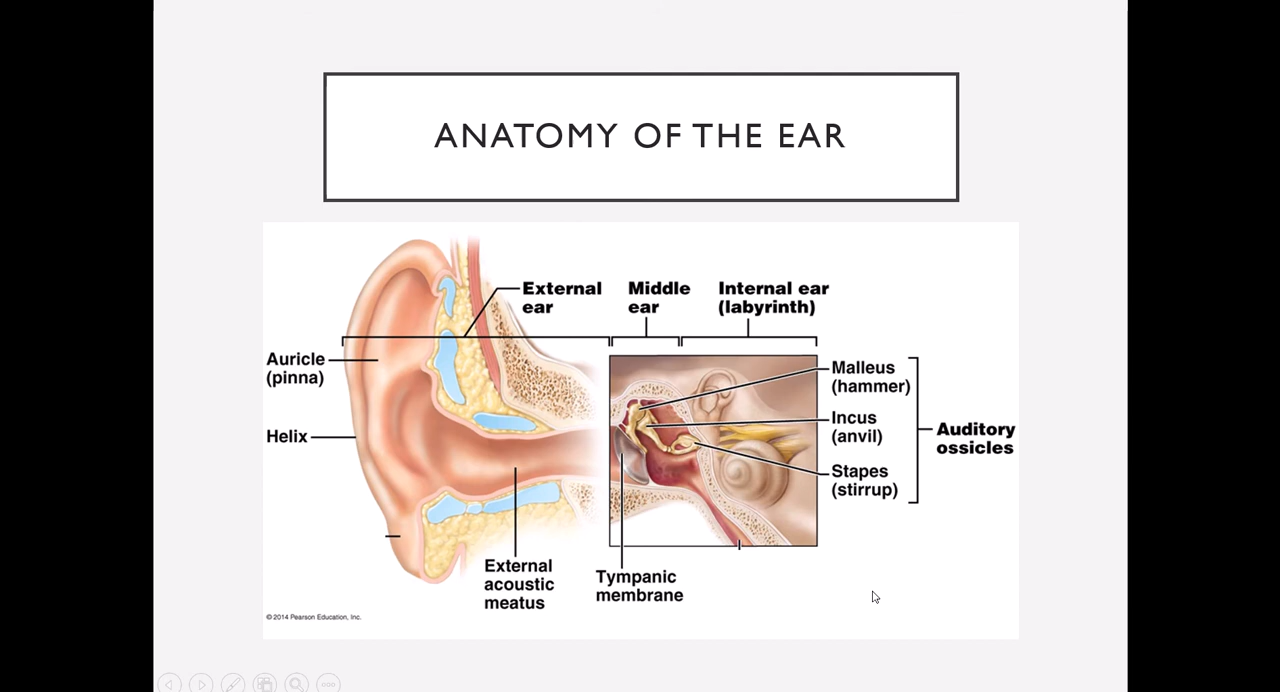 ANATOMY OF THE EAR
External
ear
Middle
ear
Internal ear
(labyrinth)
Auricle
(pinna)
Helix
Malleus
(hammer)
Incus
(anvil)
Stapes
(stirrup)
Auditory
ossicles
External
acoustic
meatus
Tympanic
membrane
© 2014 Pearson Education, Inc.